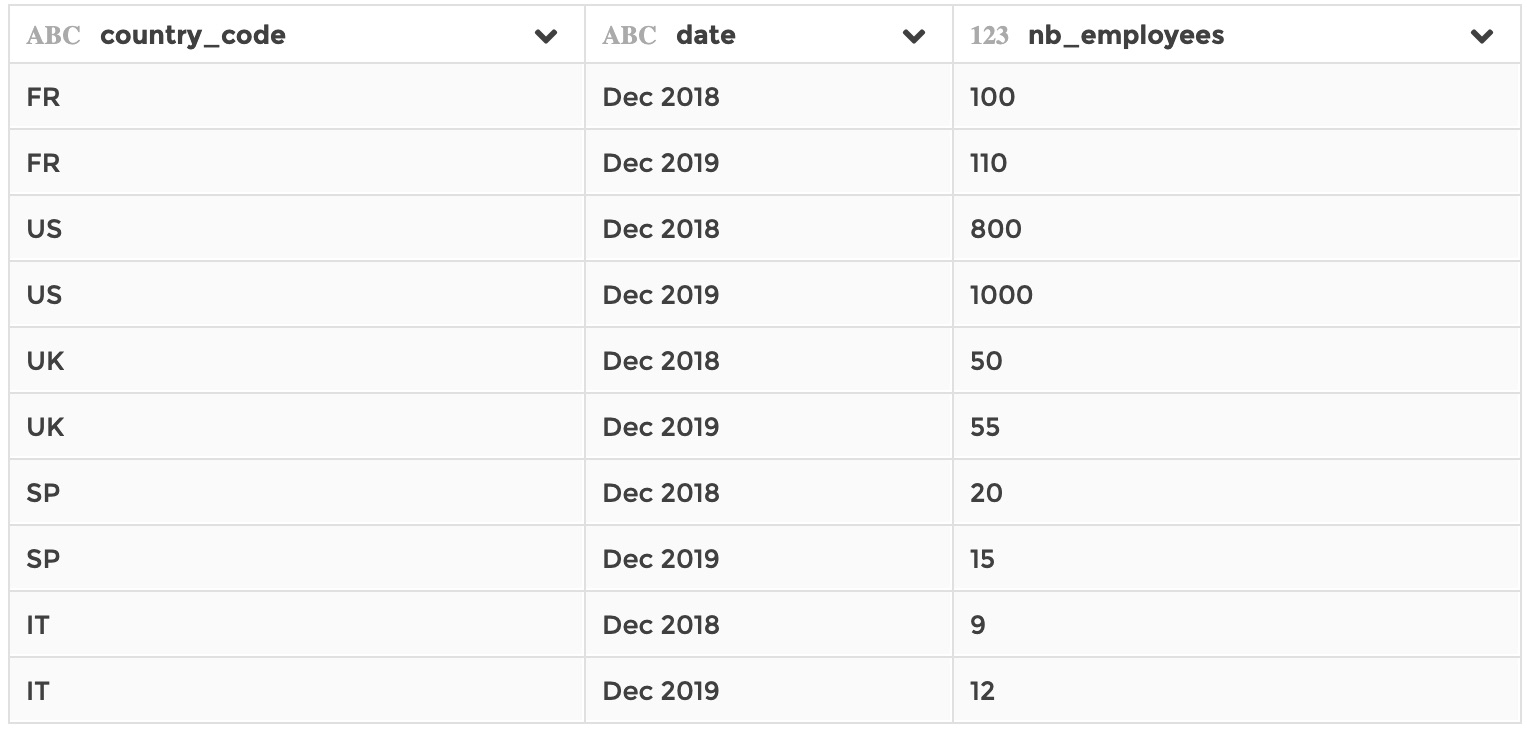 ABC country_code ABC date 123 nb_employees
FR Dec 2018 100
FR Dec 2019 110
US Dec 2018 800
US Dec 2019 1000
UK Dec 2018 50
UK Dec 2019 55
SP Dec 2018 20
SP Dec 2019 15
IT Dec 2018 9
IT Dec 2019 12